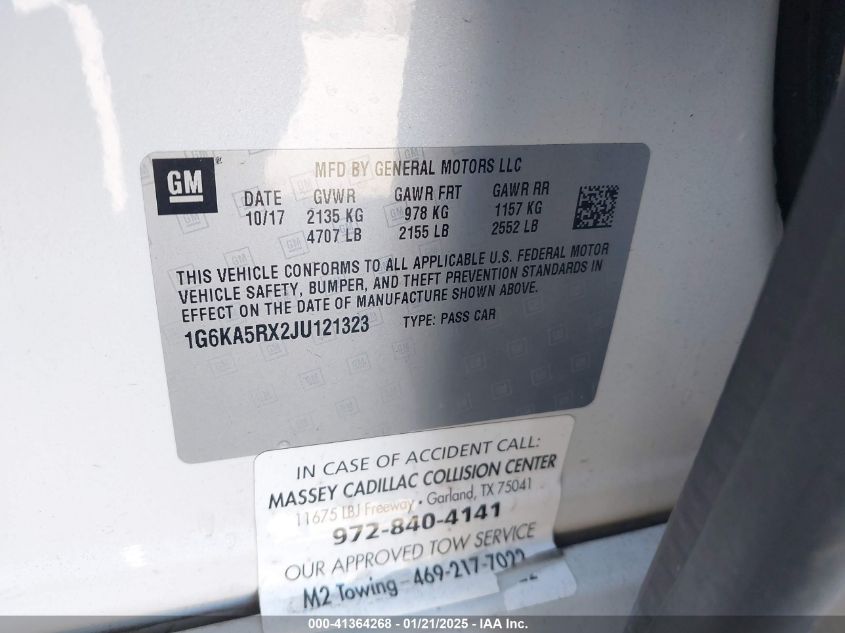 GM
MFD BY GENERAL MOTORS LLC
DATE GVWR GAWR FRT GAWR RR
10/17 2135 KG 978 KG 1157 KG
4707 LB 2155 LB 2552 LB
THIS VEHICLE CONFORMS TO ALL APPLICABLE U.S. FEDERAL MOTOR
VEHICLE SAFETY, BUMPER, AND THEFT PREVENTION STANDARDS IN
EFFECT ON THE DATE OF MANUFACTURE SHOWN ABOVE.
1G6KA5RX2JU121323 TYPE: PASS CAR
IN CASE OF ACCIDENT CALL:
MASSEY CADILLAC COLLISION CENTER
11675 LBJ Freeway • Garland, TX 75041
972-840-4141
OUR APPROVED TOW SERVICE
M2 Towing - 469-217-7022
000-41364268 - 01/21/2025 - IAA Inc.